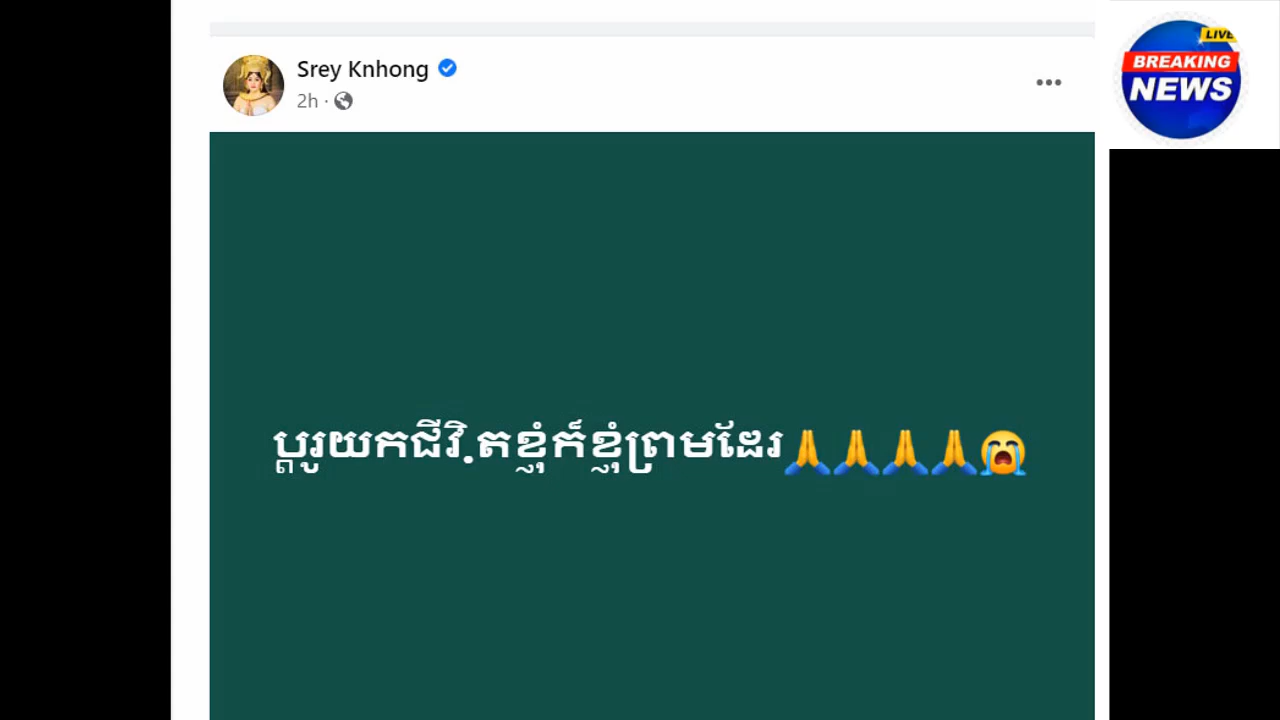 Srey Knhong
2h ·
LIVE
BREAKING
NEWS
ប្តូរយកជីវិ.តខ្ញុំក៏ខ្ញុំព្រមដែរ🙏🙏🙏🙏😭